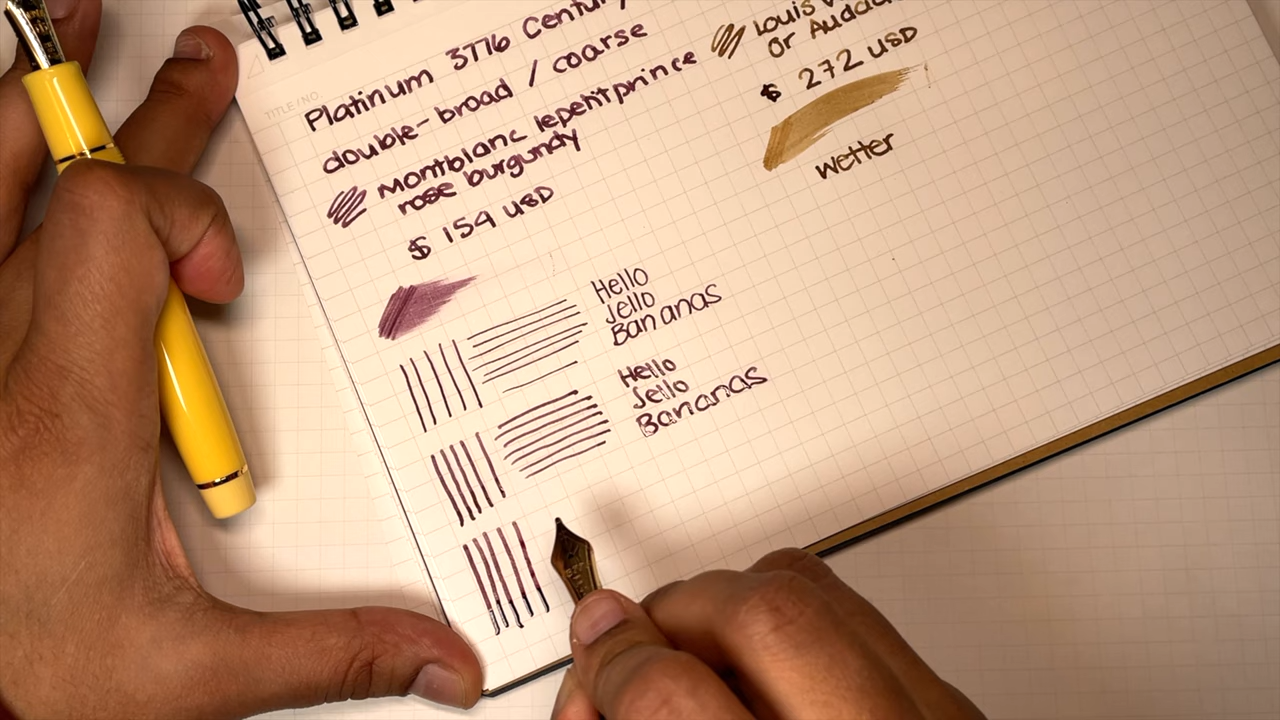 TITLE/NO.
Platinum 3776 Century
double-broad / coarse
Montblanc lepetitprince
rose burgundy
$ 154 USD
Louis
or
$ 272 USD
wetter
Hello
Jello
Bananas
Hello
Jello
Bananas